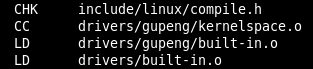 CHK include/linux/compile.h
CC drivers/gupeng/kernelspace.o
LD drivers/gupeng/built-in.o
LD drivers/built-in.o